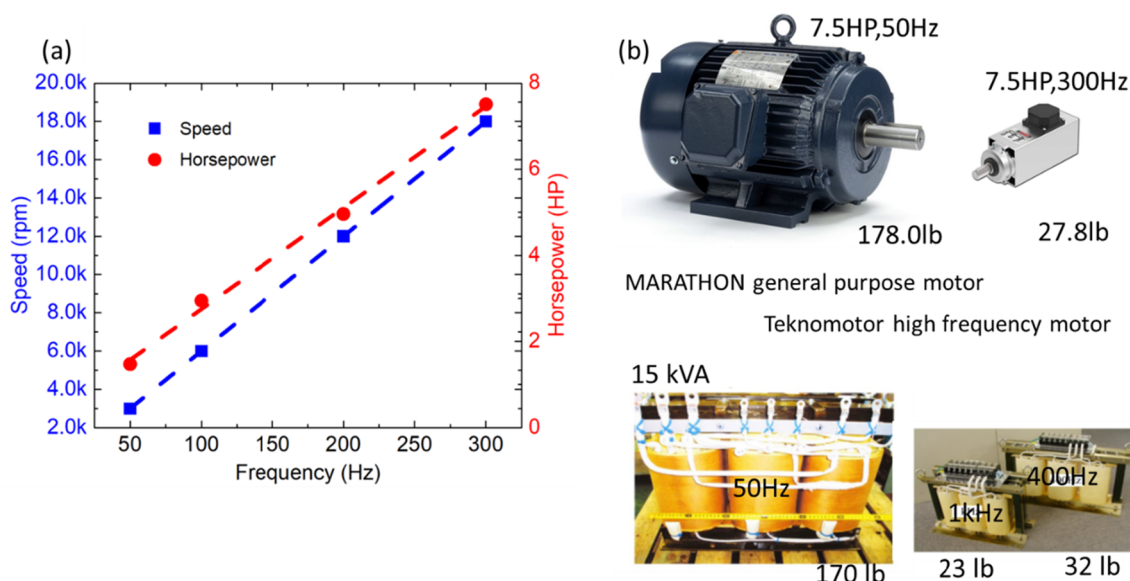 (a)
20.0k
18.0k
16.0k
14.0k
12.0k
10.0k
8.0k
6.0k
4.0k
2.0k
Speed (rpm)
Speed
Horsepower
8
6
4
2
0
Horsepower (HP)
50 100 150 200 250 300
Frequency (Hz)
(b)
7.5HP,50Hz
7.5HP,300Hz
178.0lb
27.8lb
MARATHON general purpose motor
Teknomotor high frequency motor
15 kVA
50Hz
170 lb
400Hz
1kHz
23 lb
32 lb